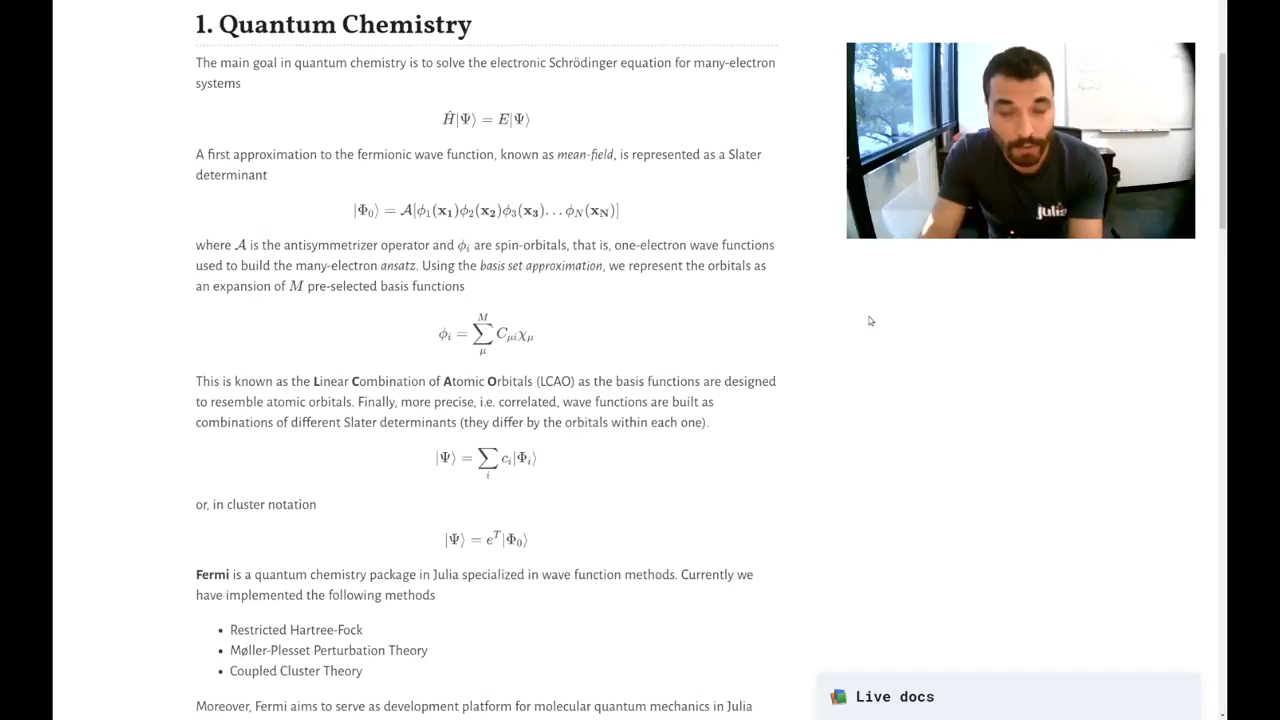 1. Quantum Chemistry
The main goal in quantum chemistry is to solve the electronic Schrödinger equation for many-electron
systems
Ĥ|Ψ⟩ = E|Ψ⟩
A first approximation to the fermionic wave function, known as mean-field, is represented as a Slater
determinant
|Φ₀⟩ = 𝒜[ϕ₁(x₁)ϕ₂(x₂)ϕ₃(x₃)…ϕ_N(x_N)]
where 𝒜 is the antisymmetrizer operator and ϕᵢ are spin-orbitals, that is, one-electron wave functions
used to build the many-electron ansatz. Using the basis set approximation, we represent the orbitals as
an expansion of M pre-selected basis functions
ϕᵢ = ∑_μ^M C_μi χ_μ
This is known as the Linear Combination of Atomic Orbitals (LCAO) as the basis functions are designed
to resemble atomic orbitals. Finally, more precise, i.e. correlated, wave functions are built as
combinations of different Slater determinants (they differ by the orbitals within each one).
|Ψ⟩ = ∑_i cᵢ|Φᵢ⟩
or, in cluster notation
|Ψ⟩ = e^T|Φ₀⟩
Fermi is a quantum chemistry package in Julia specialized in wave function methods. Currently we
have implemented the following methods
• Restricted Hartree-Fock
• Møller-Plesset Perturbation Theory
• Coupled Cluster Theory
Moreover, Fermi aims to serve as development platform for molecular quantum mechanics in Julia
julia
Live docs